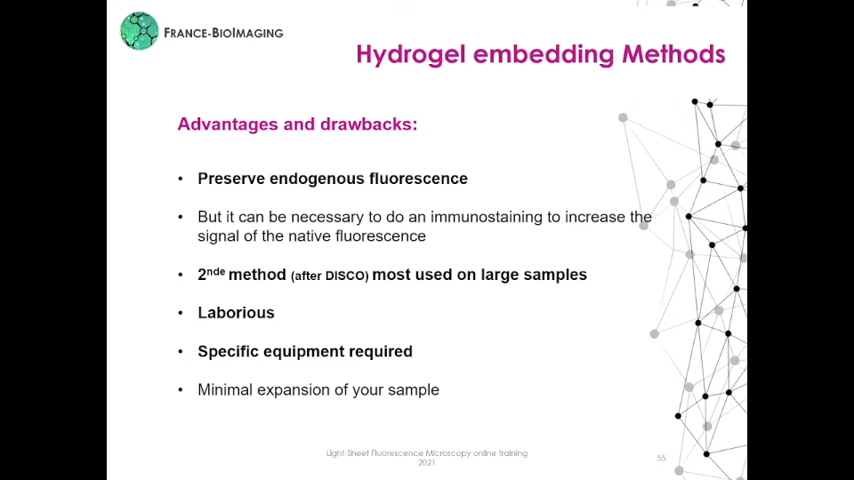 FRANCE-BIOIMAGING
Hydrogel embedding Methods
Advantages and drawbacks:
• Preserve endogenous fluorescence
• But it can be necessary to do an immunostaining to increase the
signal of the native fluorescence
• 2nde method (after DISCO) most used on large samples
• Laborious
• Specific equipment required
• Minimal expansion of your sample
Light-Sheet Fluorescence Microscopy online training
2021
55